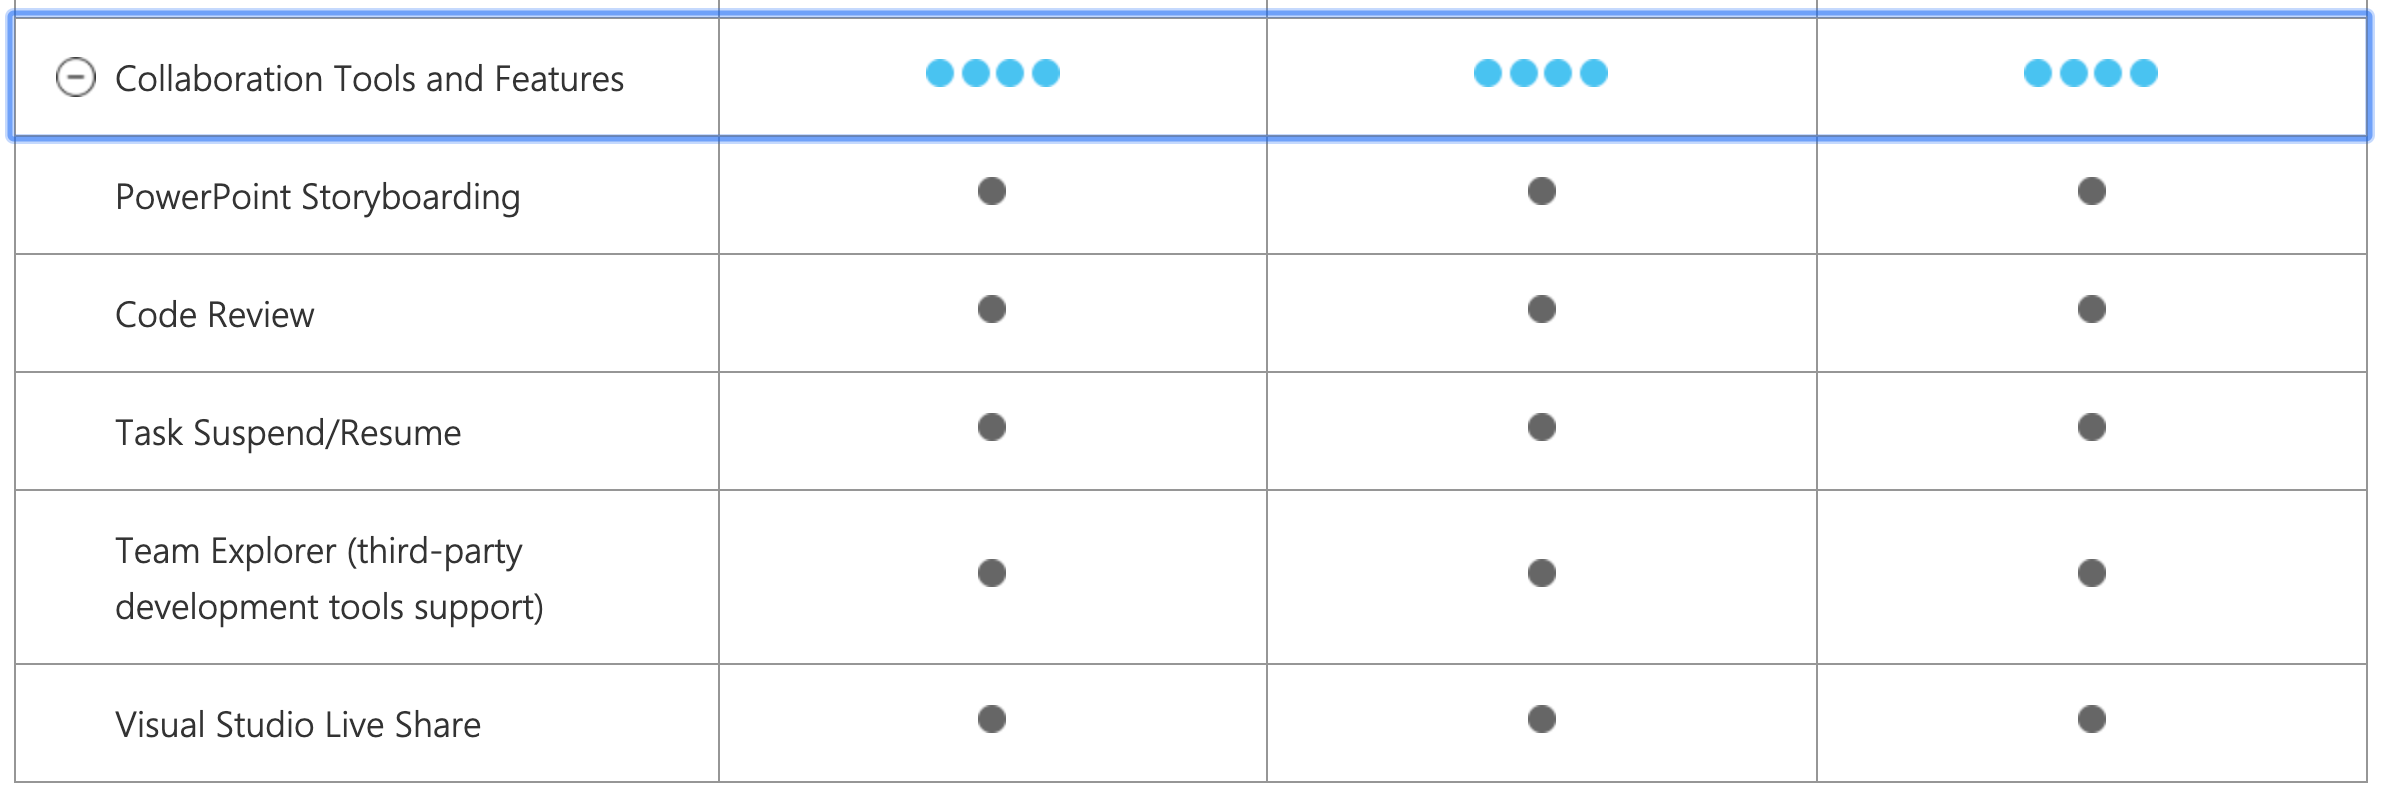 Collaboration Tools and Features
PowerPoint Storyboarding
Code Review
Task Suspend/Resume
Team Explorer (third-party
development tools support)
Visual Studio Live Share